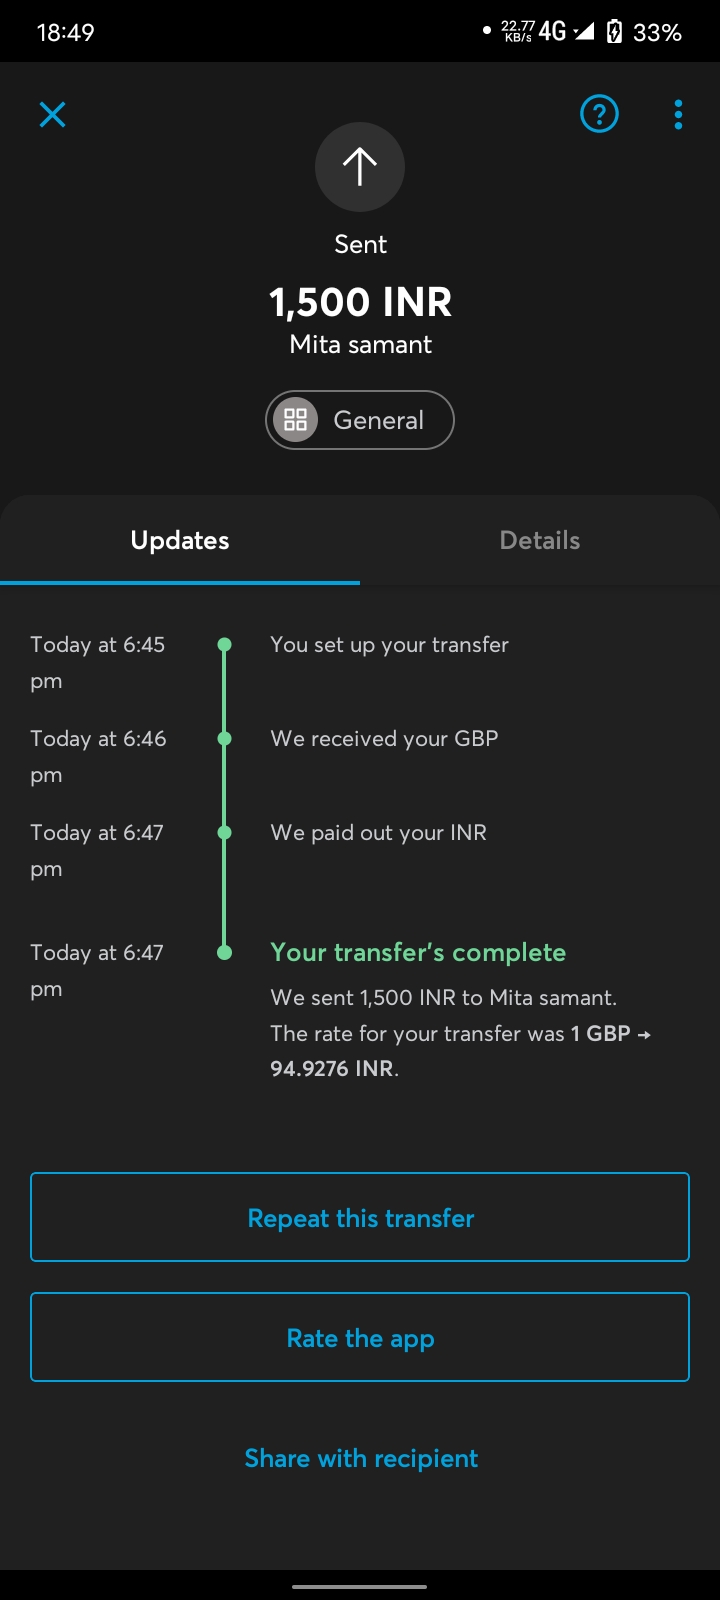 18:49
22.77 KB/s 4G 33%
?
Sent
1,500 INR
Mita samant
General
Updates Details
Today at 6:45 pm
You set up your transfer
Today at 6:46 pm
We received your GBP
Today at 6:47 pm
We paid out your INR
Today at 6:47 pm
Your transfer's complete
We sent 1,500 INR to Mita samant.
The rate for your transfer was 1 GBP →
94.9276 INR.
Repeat this transfer
Rate the app
Share with recipient